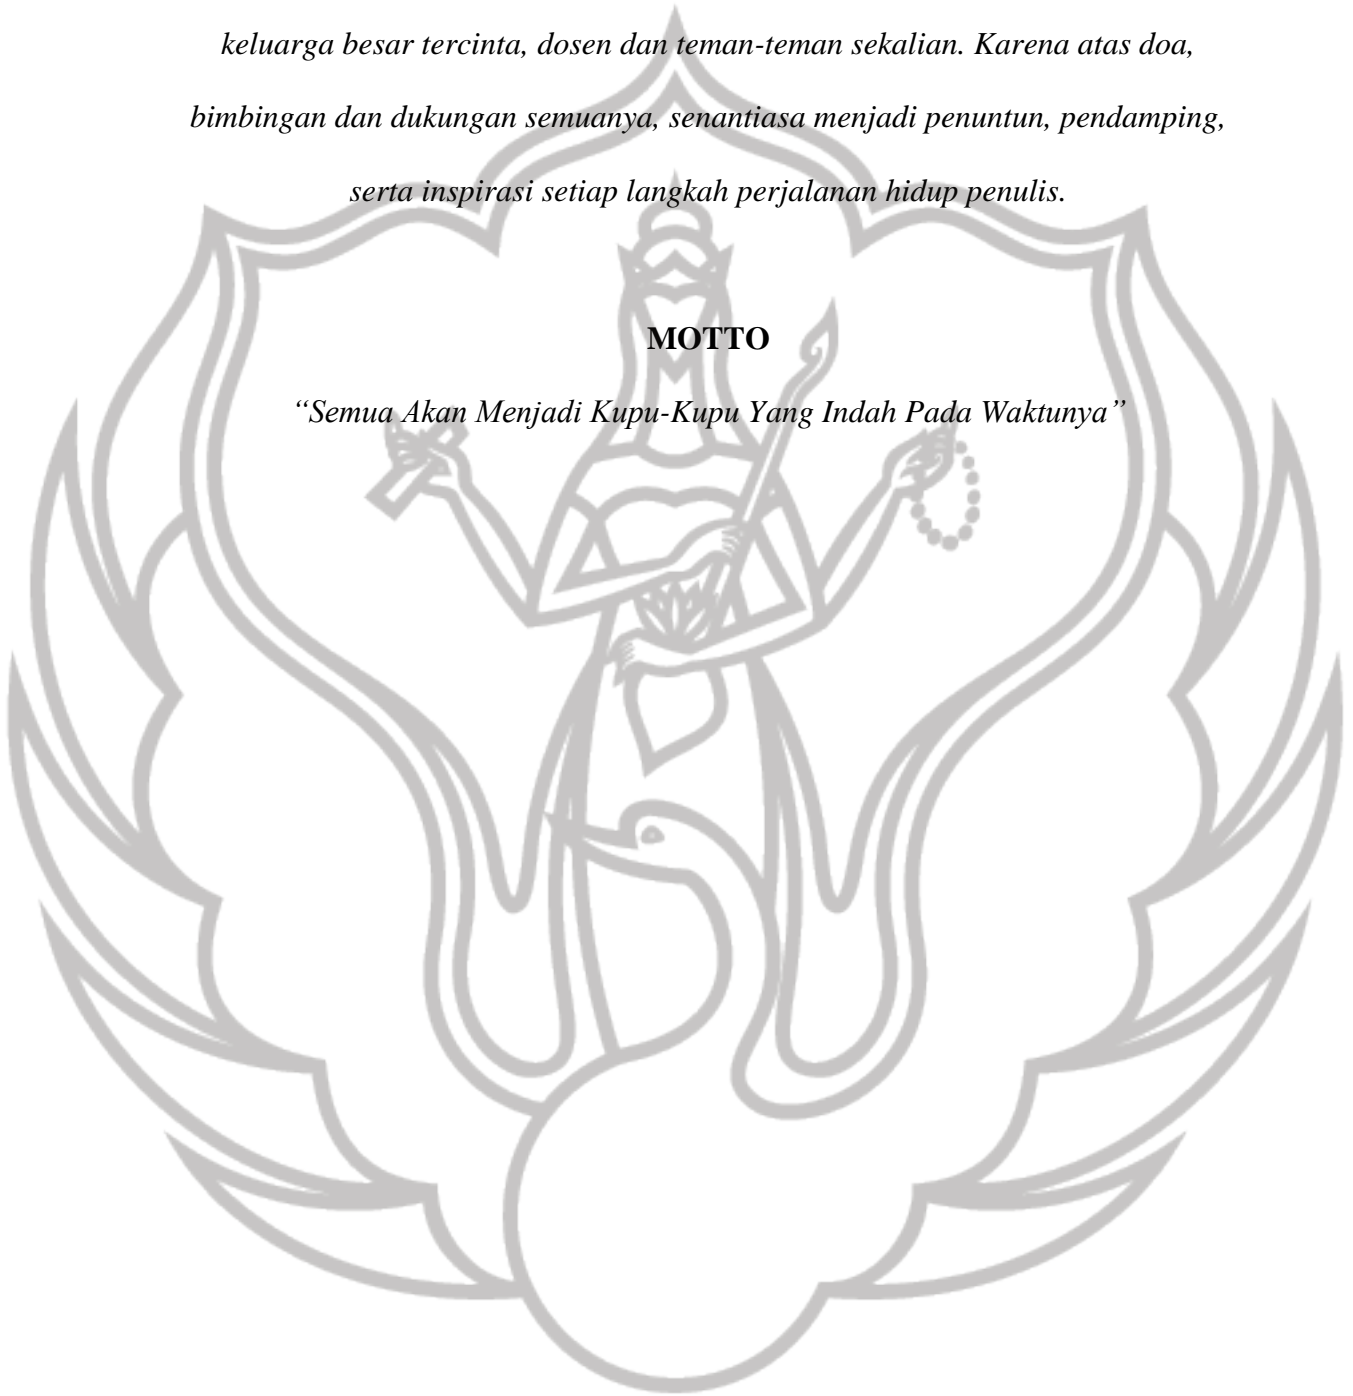 keluarga besar tercinta, dosen dan teman-teman sekalian. Karena atas doa,
bimbingan dan dukungan semuanya, senantiasa menjadi penuntun, pendamping,
serta inspirasi setiap langkah perjalanan hidup penulis.
MOTTO
“Semua Akan Menjadi Kupu-Kupu Yang Indah Pada Waktunya”